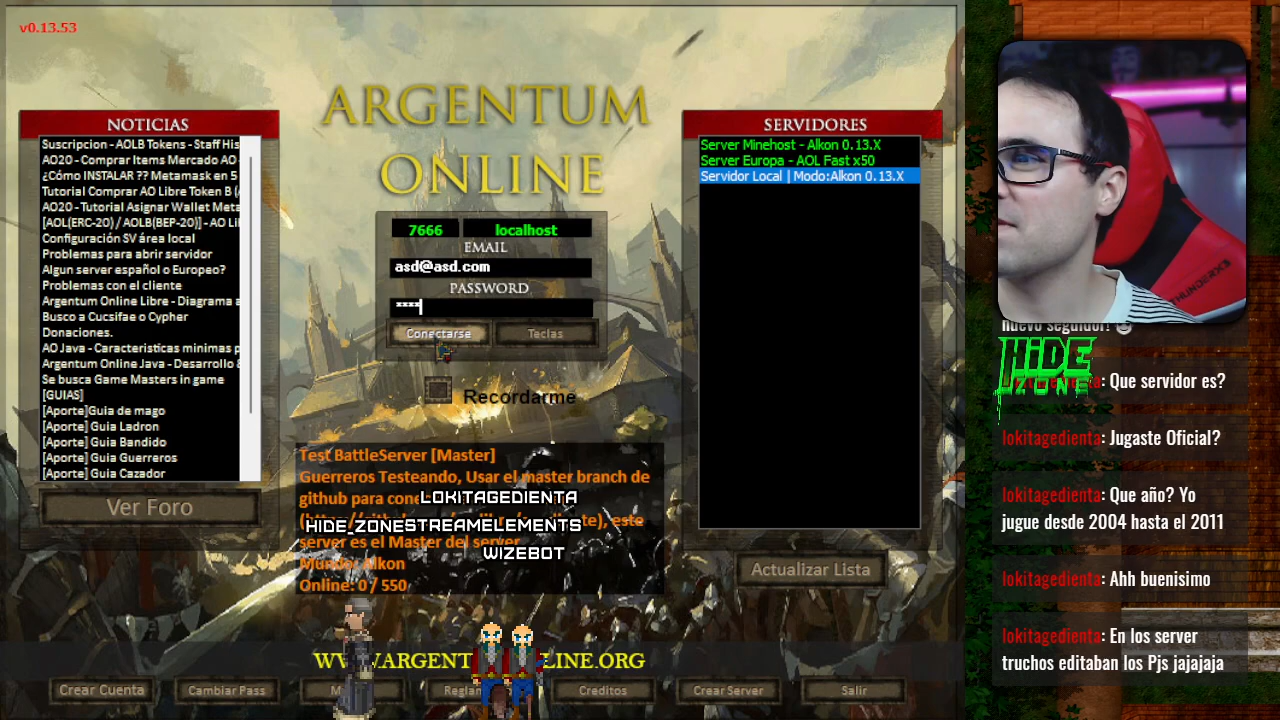 v0.13.53
ARGENTUM
ONLINE
NOTICIAS
Suscripcion - AOLB Tokens - Staff His
AO20 - Comprar Items Mercado AO -
¿Cómo INSTALAR ?? Metamask en 5
Tutorial Comprar AO Libre Token B (
AO20 - Tutorial Asignar Wallet Meta
[AOL(ERC-20) / AOLB(BEP-20)] - AO Li
Configuración SV área local
Problemas para abrir servidor
Algun server español o Europeo?
Problemas con el cliente
Argentum Online Libre - Diagrama a
Busco a Cucsifae o Cypher
Donaciones.
AO Java - Caracteristicas minimas p
Argentum Online Java - Desarrollo
Se busca Game Masters in game
[GUIAS]
[Aporte]Guia de mago
[Aporte] Guia Ladron
[Aporte] Guia Bandido
[Aporte] Guia Guerreros
[Aporte] Guia Cazador
Ver Foro
7666 localhost
EMAIL
asd@asd.com
PASSWORD
****
Conectarse Teclas
Recordarme
Test BattleServer [Master]
Guerreros Testeando, Usar el master branch de
github para
LOKITAGEDIENTA
este
HIDE_ZONESTREAMELEMENTS
server es el Master del server
WIZEBOT
Alkon
Online: 0 / 550
SERVIDORES
Server Minehost - Alkon 0.13.X
Server Europa - AOL Fast x50
Servidor Local | Modo:Alkon 0.13.X
Actualizar Lista
Crear Cuenta Cambiar Pass Creditos Crear Server Salir
THUNDERX3
nuevo seguidor!
HiDE
ZONE
Que servidor es?
lokitagedienta: Jugaste Oficial?
lokitagedienta: Que año? Yo
jugue desde 2004 hasta el 2011
lokitagedienta: Ahh buenisimo
lokitagedienta: En los server
truchos editaban los Pjs jajajaja